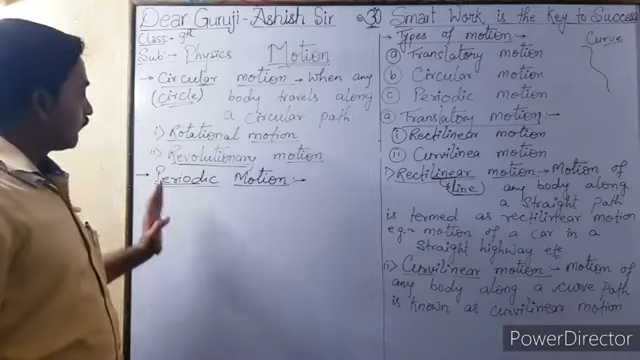 Dear Guruji - Ashish Sir ③ Smart Work is the Key to Success
Class:- 9th
Sub:- Physics Motion
→ Circular motion → when any
(circle) body travels along
a circular path.
i) Rotational motion
ii) Revolutionary motion
→ Periodic Motion :→
→ Types of motion →
ⓐ Translatory motion
ⓑ Circular motion
ⓒ Periodic motion
ⓐ Translatory motion :-
ⓘ Rectilinear motion
ⓘⓘ Curvilinea motion
i) Rectilinear motion → Motion of
(line) any body along
a straight path
is termed as rectilinear motion
eg:- motion of a car in a
straight highway etc
ii) Curvilinear motion :→ motion of
any body along a curve path
is known as curvilinear motion
Curve
PowerDirector